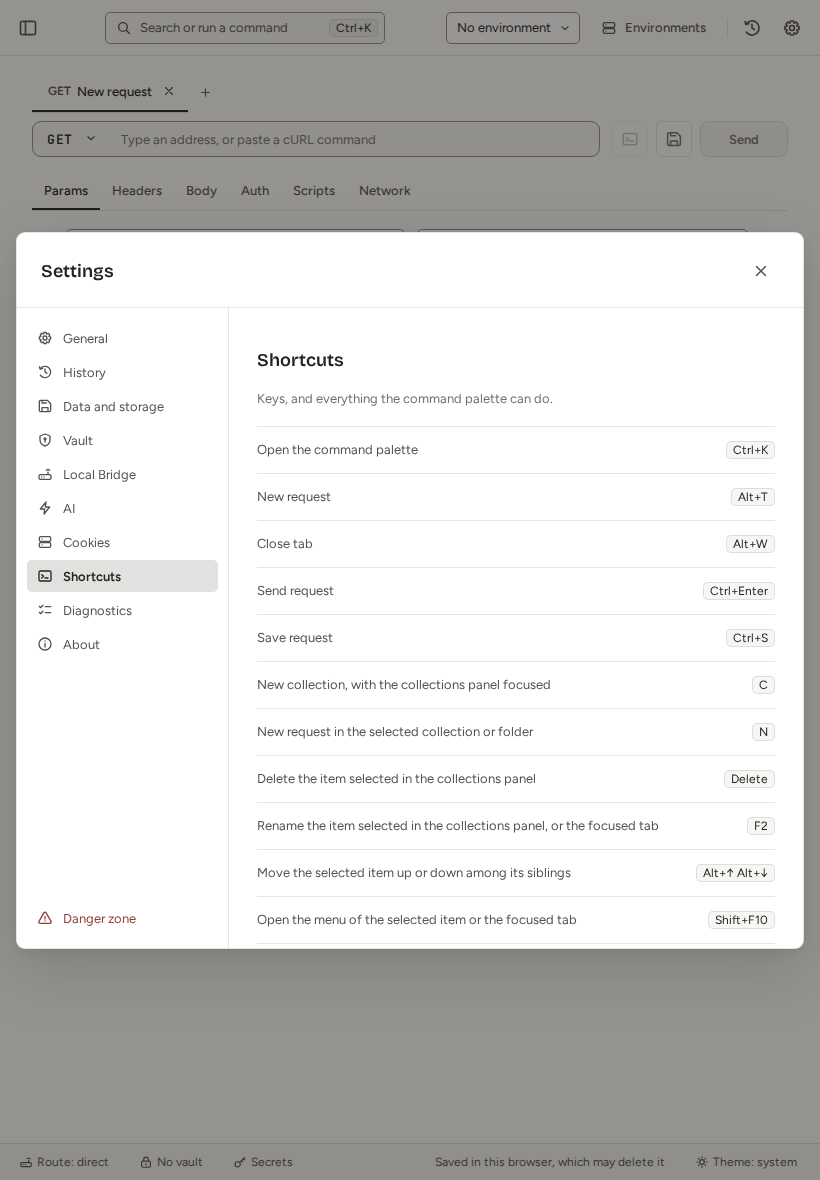 Search or run a command
Ctrl+K
No environment
Environments
GET New request
GET
Type an address, or paste a cURL command
Send
Params
Headers
Body
Auth
Scripts
Network
Settings
General
History
Data and storage
Vault
Local Bridge
AI
Cookies
Shortcuts
Diagnostics
About
Danger zone
Shortcuts
Keys, and everything the command palette can do.
Open the command palette
Ctrl+K
New request
Alt+T
Close tab
Alt+W
Send request
Ctrl+Enter
Save request
Ctrl+S
New collection, with the collections panel focused
C
New request in the selected collection or folder
N
Delete the item selected in the collections panel
Delete
Rename the item selected in the collections panel, or the focused tab
F2
Move the selected item up or down among its siblings
Alt+↑ Alt+↓
Open the menu of the selected item or the focused tab
Shift+F10
Route: direct
No vault
Secrets
Saved in this browser, which may delete it
Theme: system